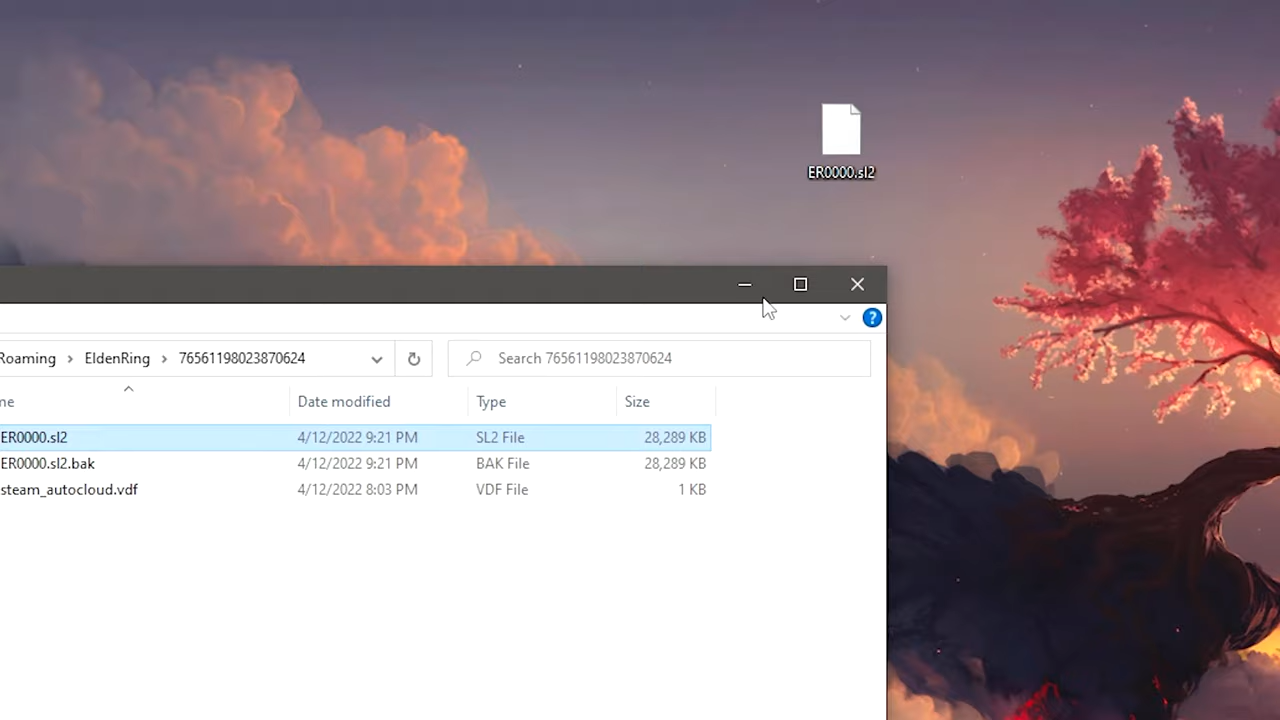 ER0000.sl2
?
Roaming > EldenRing > 76561198023870624
Search 76561198023870624
me Date modified Type Size
ER0000.sl2 4/12/2022 9:21 PM SL2 File 28,289 KB
ER0000.sl2.bak 4/12/2022 9:21 PM BAK File 28,289 KB
steam_autocloud.vdf 4/12/2022 8:03 PM VDF File 1 KB